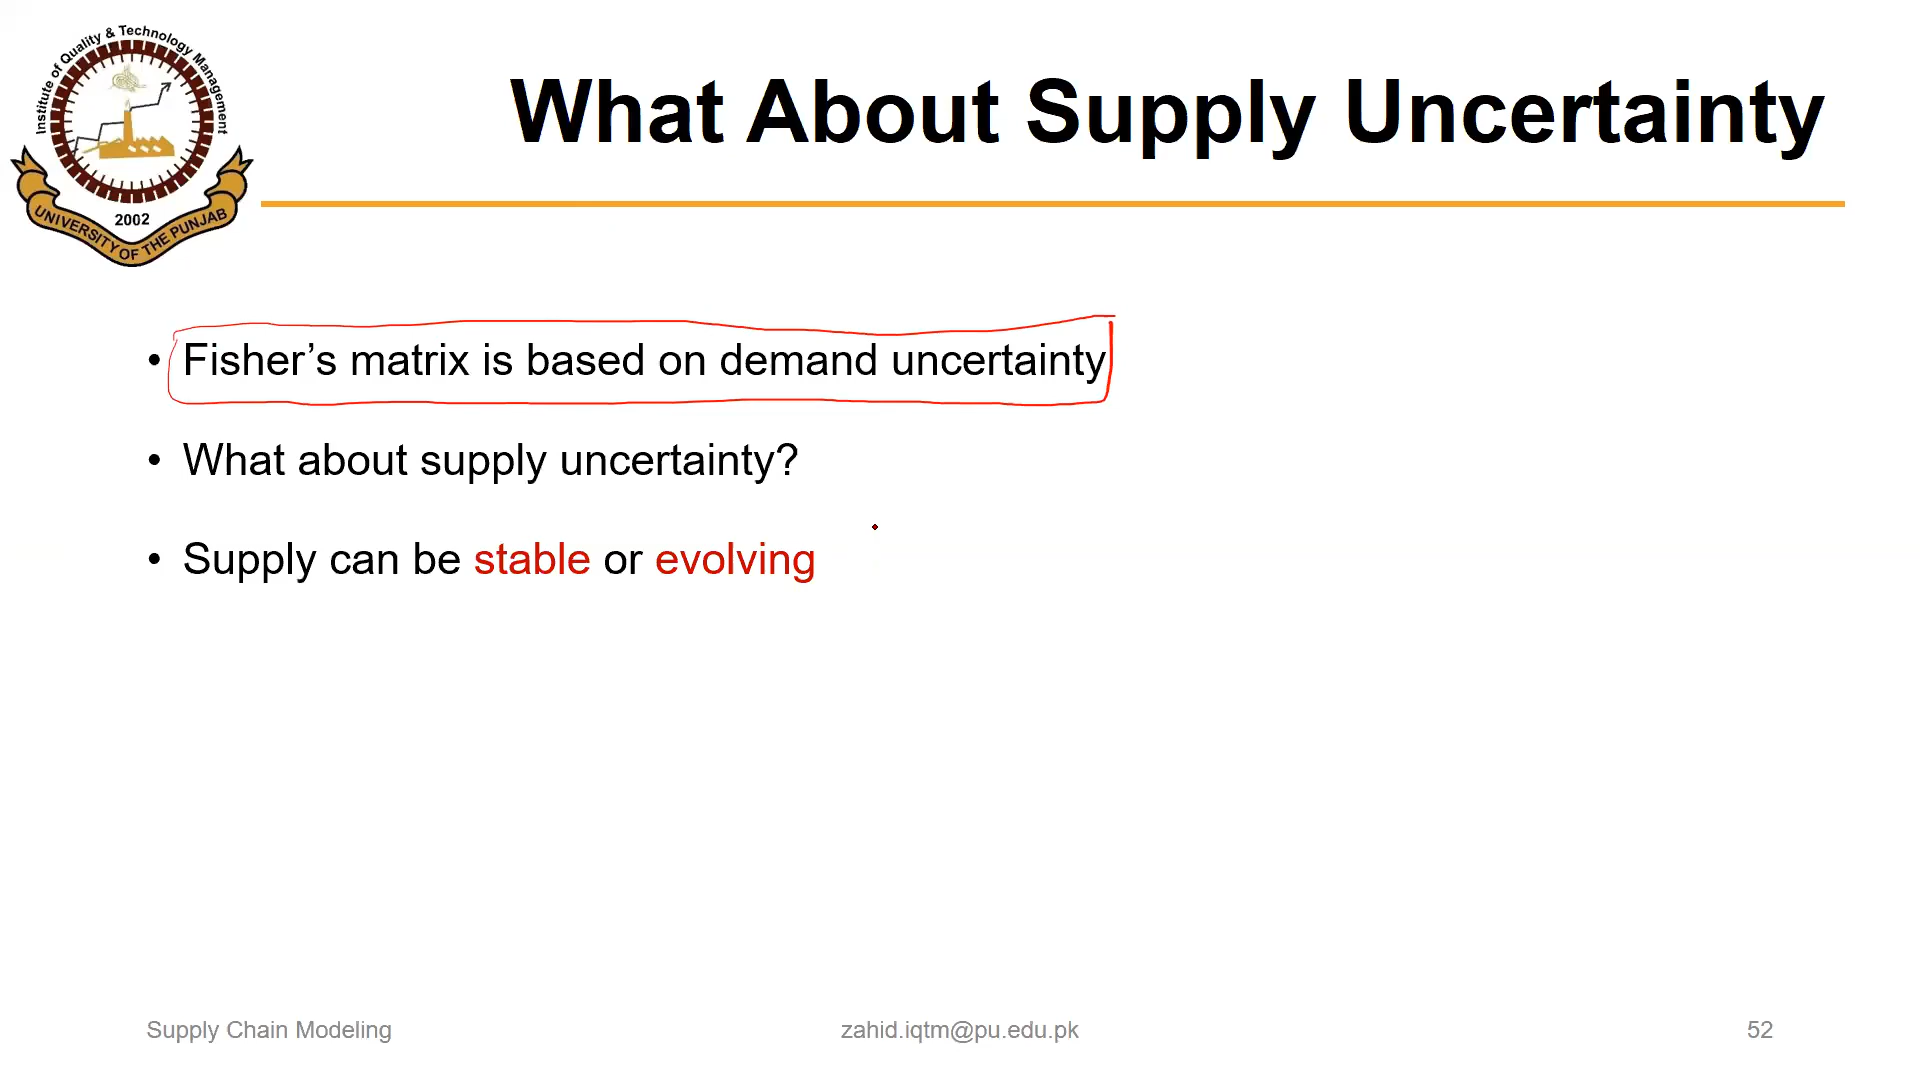 Institute of Quality & Technology Management
2002
UNIVERSITY OF THE PUNJAB
What About Supply Uncertainty
• Fisher’s matrix is based on demand uncertainty
• What about supply uncertainty?
• Supply can be stable or evolving
Supply Chain Modeling
zahid.iqtm@pu.edu.pk
52